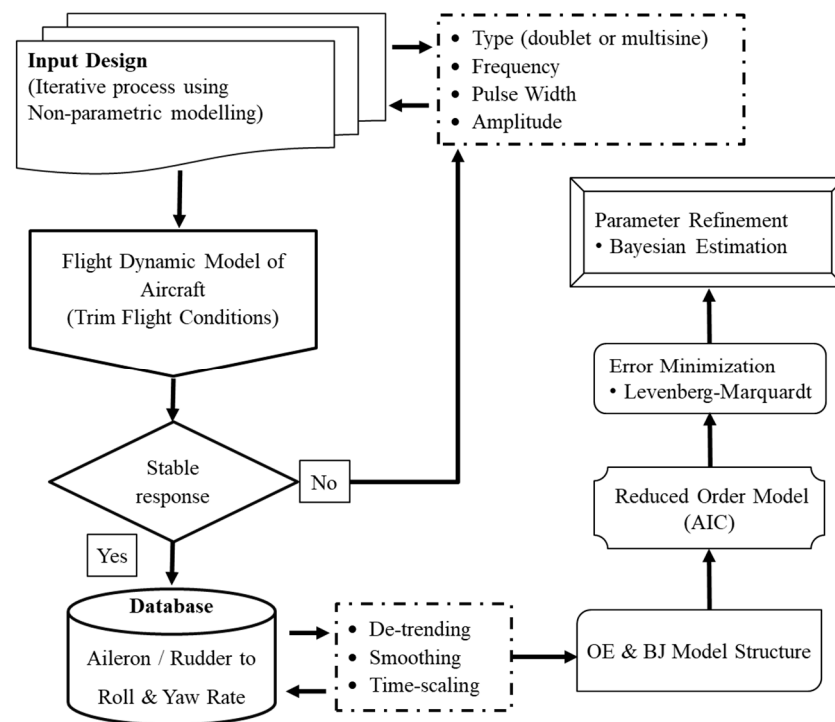 Input Design
(Iterative process using
Non-parametric modelling)
• Type (doublet or multisine)
• Frequency
• Pulse Width
• Amplitude
Flight Dynamic Model of
Aircraft
(Trim Flight Conditions)
Stable
response
No
Yes
Database
Aileron / Rudder to
Roll & Yaw Rate
• De-trending
• Smoothing
• Time-scaling
OE & BJ Model Structure
Reduced Order Model
(AIC)
Error Minimization
• Levenberg-Marquardt
Parameter Refinement
• Bayesian Estimation